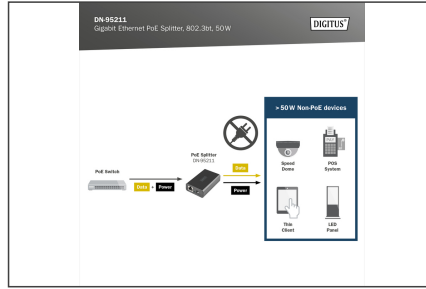 DN-95211
Gigabit Ethernet PoE Splitter, 802.3bt, 50 W
DIGITUS®
> 50 W Non-PoE devices
PoE Splitter
DN-95211
PoE Switch
Data + Power
Data
Power
Speed
Dome
POS
System
Thin
Client
LED
Panel